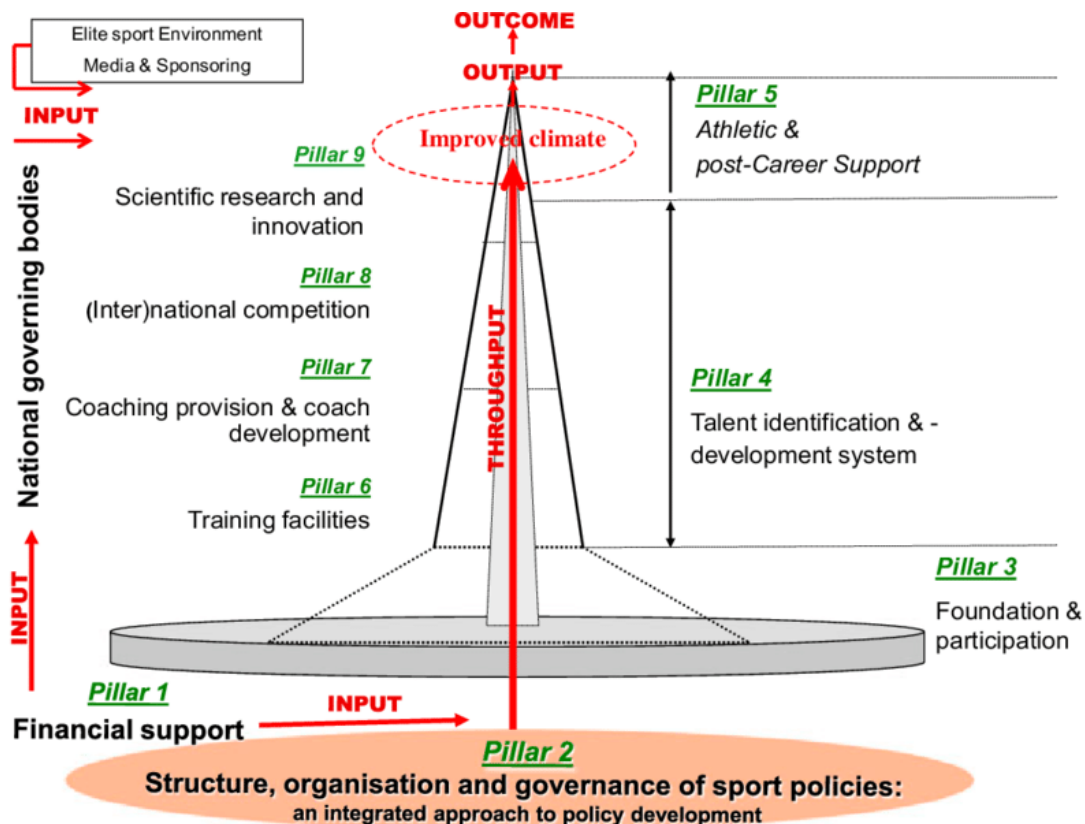 OUTCOME
Elite sport Environment
Media & Sponsoring
OUTPUT
INPUT
Pillar 5
Athletic &
post-Career Support
Improved climate
Pillar 9
Scientific research and
innovation
National governing bodies
Pillar 8
(Inter)national competition
THROUGHPUT
Pillar 7
Coaching provision & coach
development
Pillar 4
Talent identification & -
development system
Pillar 6
Training facilities
Pillar 3
Foundation &
participation
INPUT
Pillar 1
Financial support
INPUT
Pillar 2
Structure, organisation and governance of sport policies:
an integrated approach to policy development